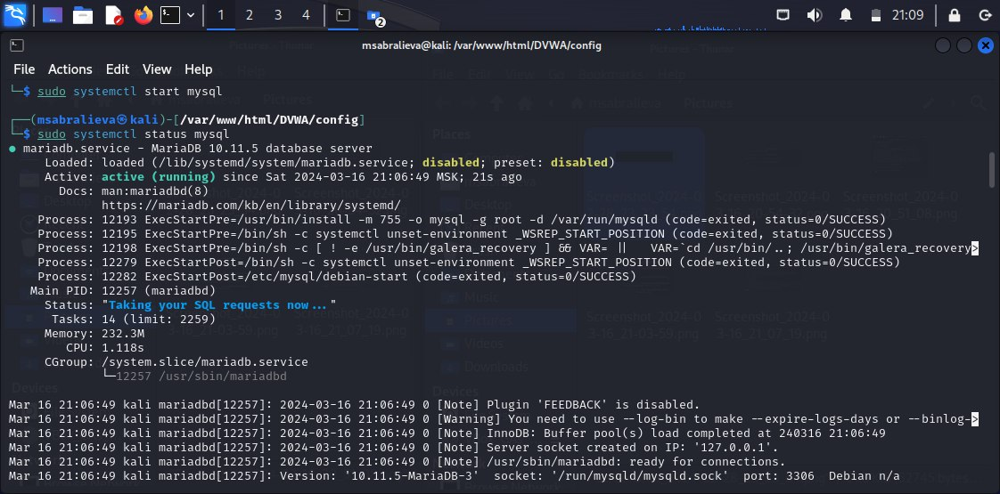 1 2 3 4 2 21:09
msabralieva@kali: /var/www/html/DVWA/config
File Actions Edit View Help
└─$ sudo systemctl start mysql
┌──(msabralieva㉿kali)-[/var/www/html/DVWA/config]
└─$ sudo systemctl status mysql
● mariadb.service - MariaDB 10.11.5 database server
Loaded: loaded (/lib/systemd/system/mariadb.service; disabled; preset: disabled)
Active: active (running) since Sat 2024-03-16 21:06:49 MSK; 21s ago
Docs: man:mariadbd(8)
https://mariadb.com/kb/en/library/systemd/
Process: 12193 ExecStartPre=/usr/bin/install -m 755 -o mysql -g root -d /var/run/mysqld (code=exited, status=0/SUCCESS)
Process: 12195 ExecStartPre=/bin/sh -c systemctl unset-environment _WSREP_START_POSITION (code=exited, status=0/SUCCESS)
Process: 12198 ExecStartPre=/bin/sh -c [ ! -e /usr/bin/galera_recovery ] && VAR= || VAR=`cd /usr/bin/..; /usr/bin/galera_recovery>
Process: 12279 ExecStartPost=/bin/sh -c systemctl unset-environment _WSREP_START_POSITION (code=exited, status=0/SUCCESS)
Process: 12282 ExecStartPost=/etc/mysql/debian-start (code=exited, status=0/SUCCESS)
Main PID: 12257 (mariadbd)
Status: "Taking your SQL requests now..."
Tasks: 14 (limit: 2259)
Memory: 232.3M
CPU: 1.118s
CGroup: /system.slice/mariadb.service
└─12257 /usr/sbin/mariadbd
Mar 16 21:06:49 kali mariadbd[12257]: 2024-03-16 21:06:49 0 [Note] Plugin 'FEEDBACK' is disabled.
Mar 16 21:06:49 kali mariadbd[12257]: 2024-03-16 21:06:49 0 [Warning] You need to use --log-bin to make --expire-logs-days or --binlog->
Mar 16 21:06:49 kali mariadbd[12257]: 2024-03-16 21:06:49 0 [Note] InnoDB: Buffer pool(s) load completed at 240316 21:06:49
Mar 16 21:06:49 kali mariadbd[12257]: 2024-03-16 21:06:49 0 [Note] Server socket created on IP: '127.0.0.1'.
Mar 16 21:06:49 kali mariadbd[12257]: 2024-03-16 21:06:49 0 [Note] /usr/sbin/mariadbd: ready for connections.
Mar 16 21:06:49 kali mariadbd[12257]: Version: '10.11.5-MariaDB-3' socket: '/run/mysqld/mysqld.sock' port: 3306 Debian n/a